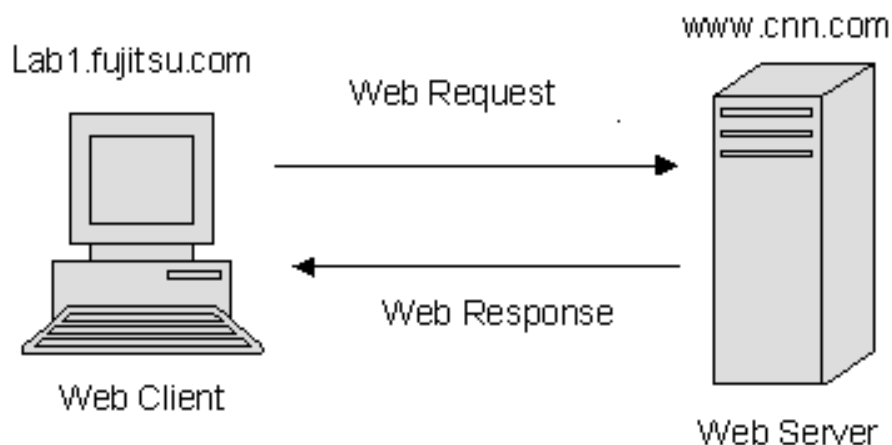 www.cnn.com
Lab1.fujitsu.com
Web Request
Web Response
Web Client
Web Server